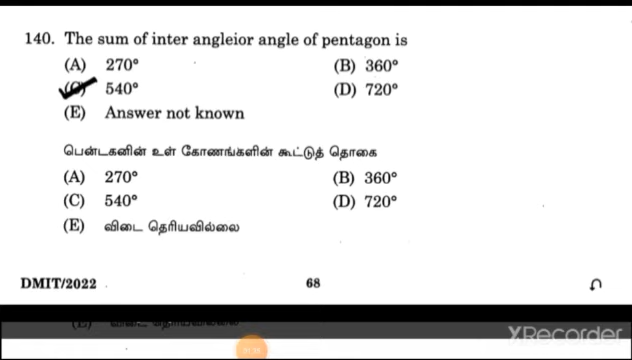 140. The sum of inter angleior angle of pentagon is
(A) 270° (B) 360°
(C) 540° (D) 720°
(E) Answer not known
பென்டகனின் உள் கோணங்களின் கூட்டுத் தொகை
(A) 270° (B) 360°
(C) 540° (D) 720°
(E) விடை தெரியவில்லை
DMIT/2022 68
(E) விடை தெரியவில்லை
XRecorder